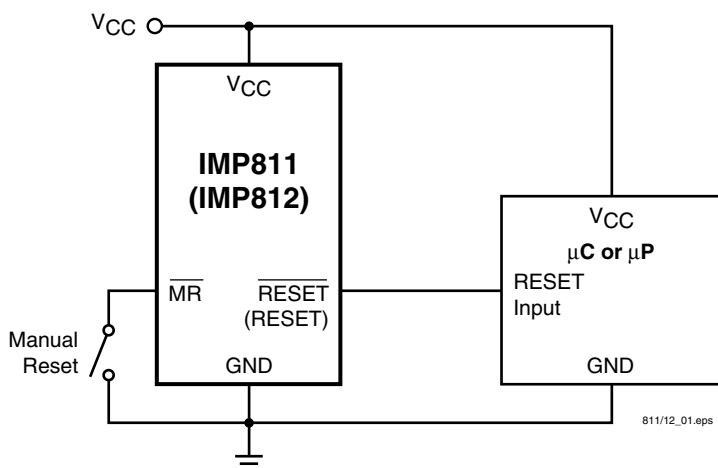 VCC
VCC
IMP811
(IMP812)
MR
RESET
(RESET)
GND
Manual
Reset
VCC
μC or μP
RESET
Input
GND
811/12_01.eps